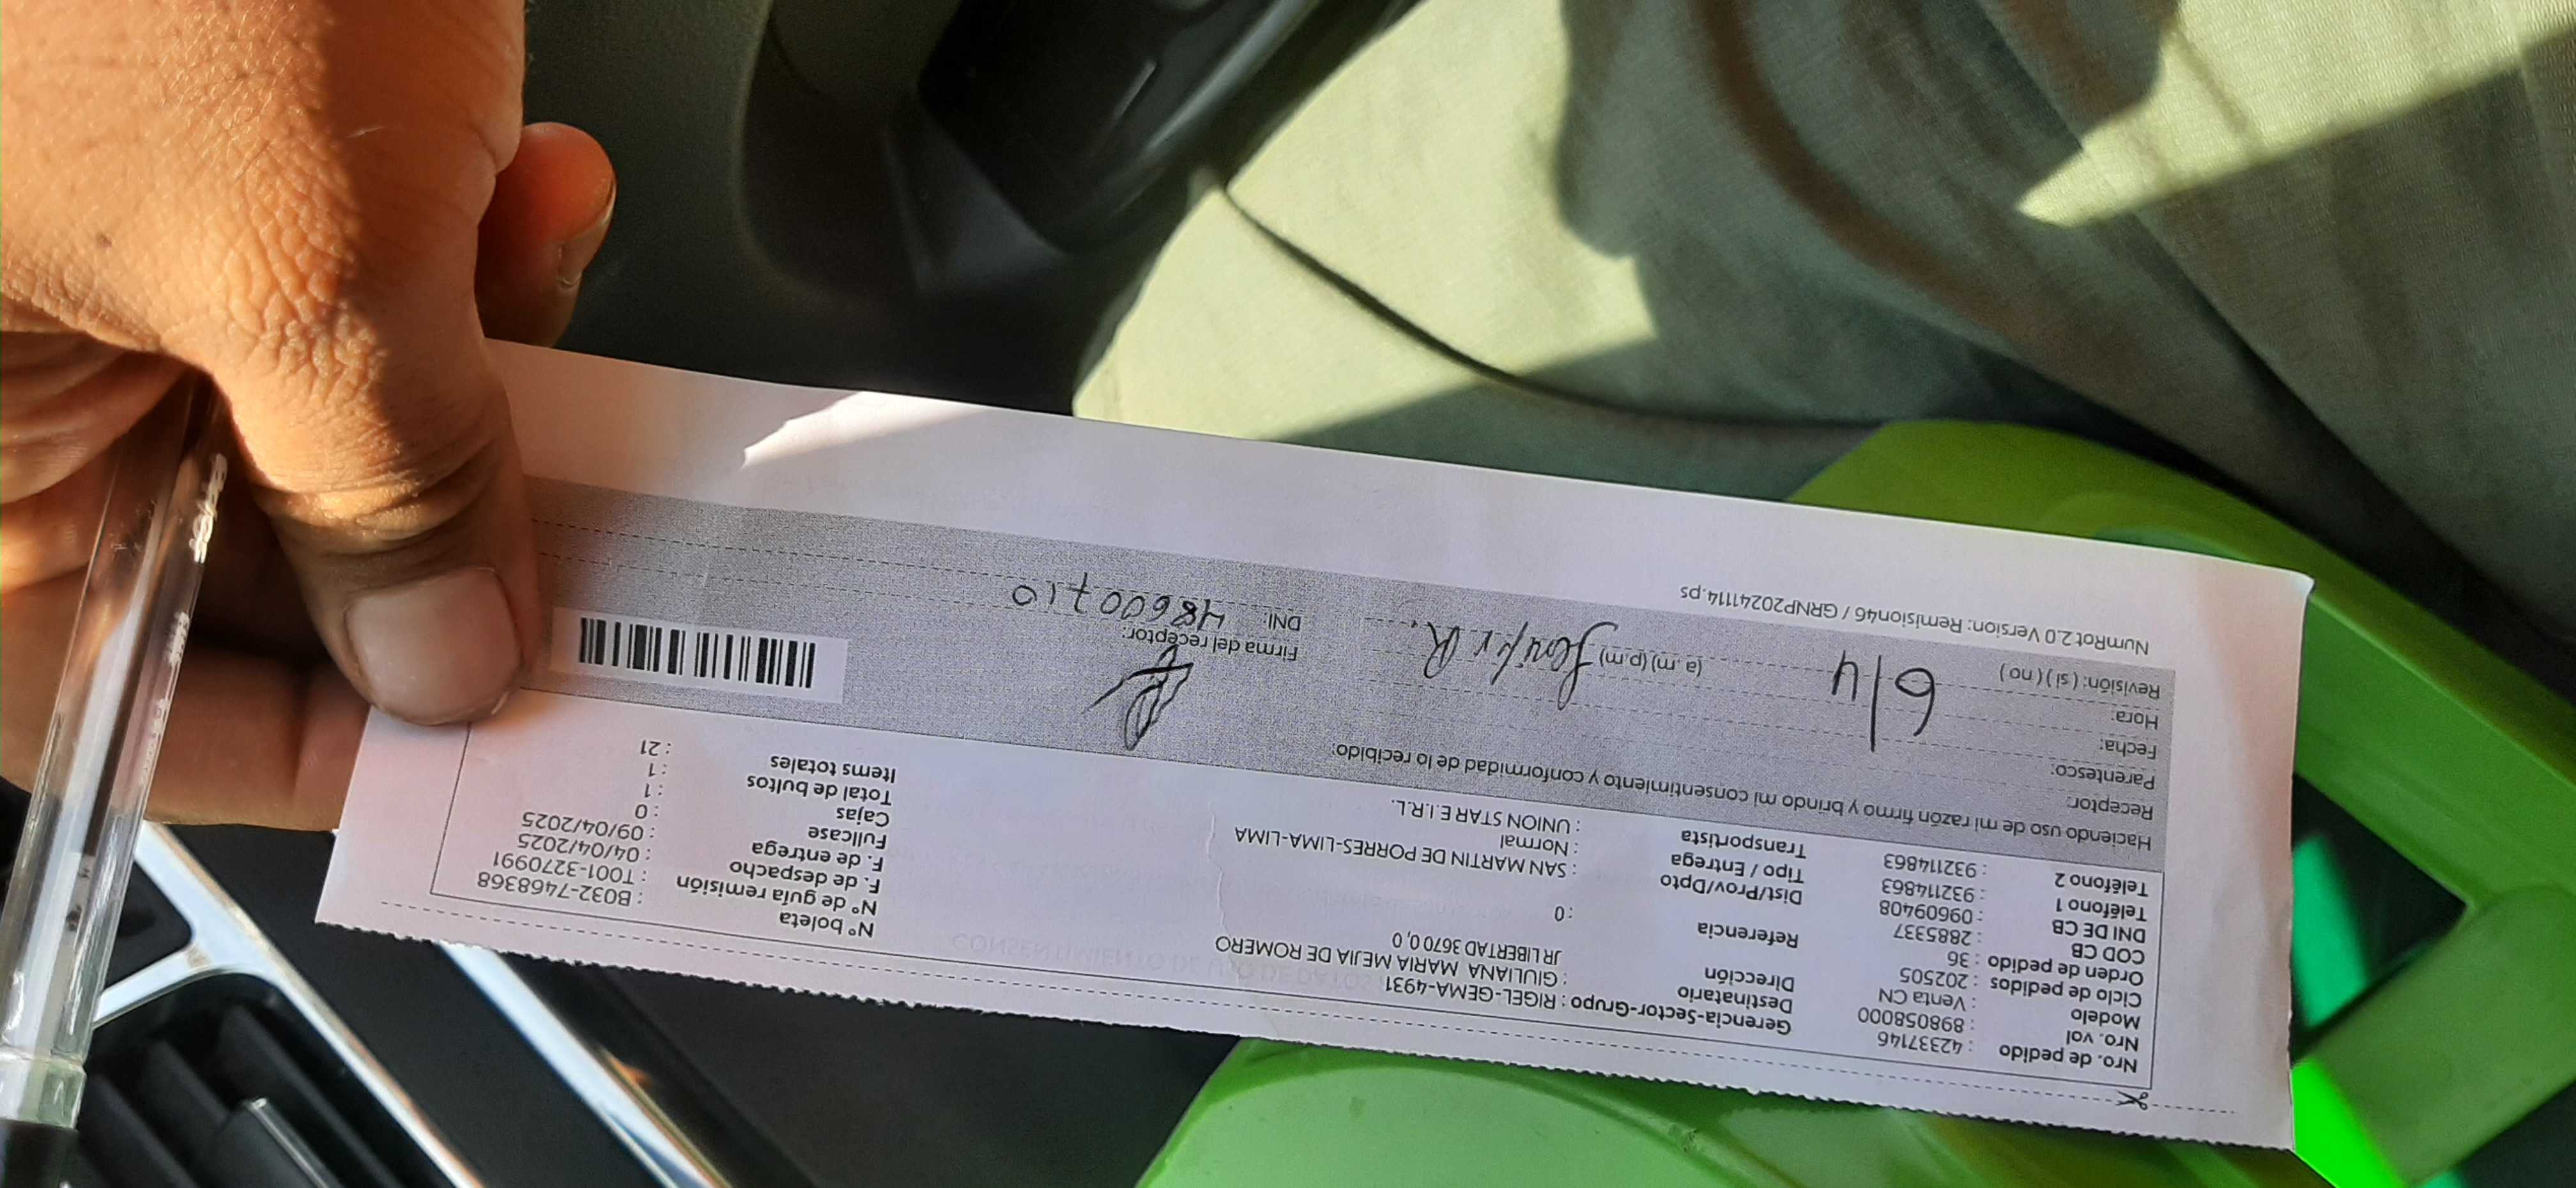 Nro. de pedido : 42337146
Nro. val : 898058000
Modelo : Venta CN
Ciclo de pedidos : 202505
Orden de pedido : 36
COD CB : 2885337
DNI DE CB : 09609408
Teléfono 1 : 932114863
Teléfono 2 : 932114863
Gerencia-Sector-Grupo : RIGEL-GEMA-4931
Destinatario : GIULIANA MARIA MEJIA DE ROMERO
Dirección JR LIBERTAD 3670 0, 0
Referencia : 0
Dist/Prov/Dpto : SAN MARTIN DE PORRES-LIMA-LIMA
Tipo / Entrega : Normal
Transportista : UNION STAR E.I.R.L.
N° boleta : B032-7468368
N° de guía remisión : T001-3270991
F. de despacho : 04/04/2025
F. de entrega : 09/04/2025
Fullcase : 0
Cajas : 1
Total de bultos : 1
Items totales : 21
Haciendo uso de mi razón firmo y brindo mi consentimiento y conformidad de lo recibido:
Receptor:
Parentesco:
Fecha: 6/4
Hora: (a. m) (p.m)
Revisión: ( si ) ( no )
Firma del receptor:
DNI: 48600710
NumRot 2.0 Version: Remision46 / GRNP20241114.ps